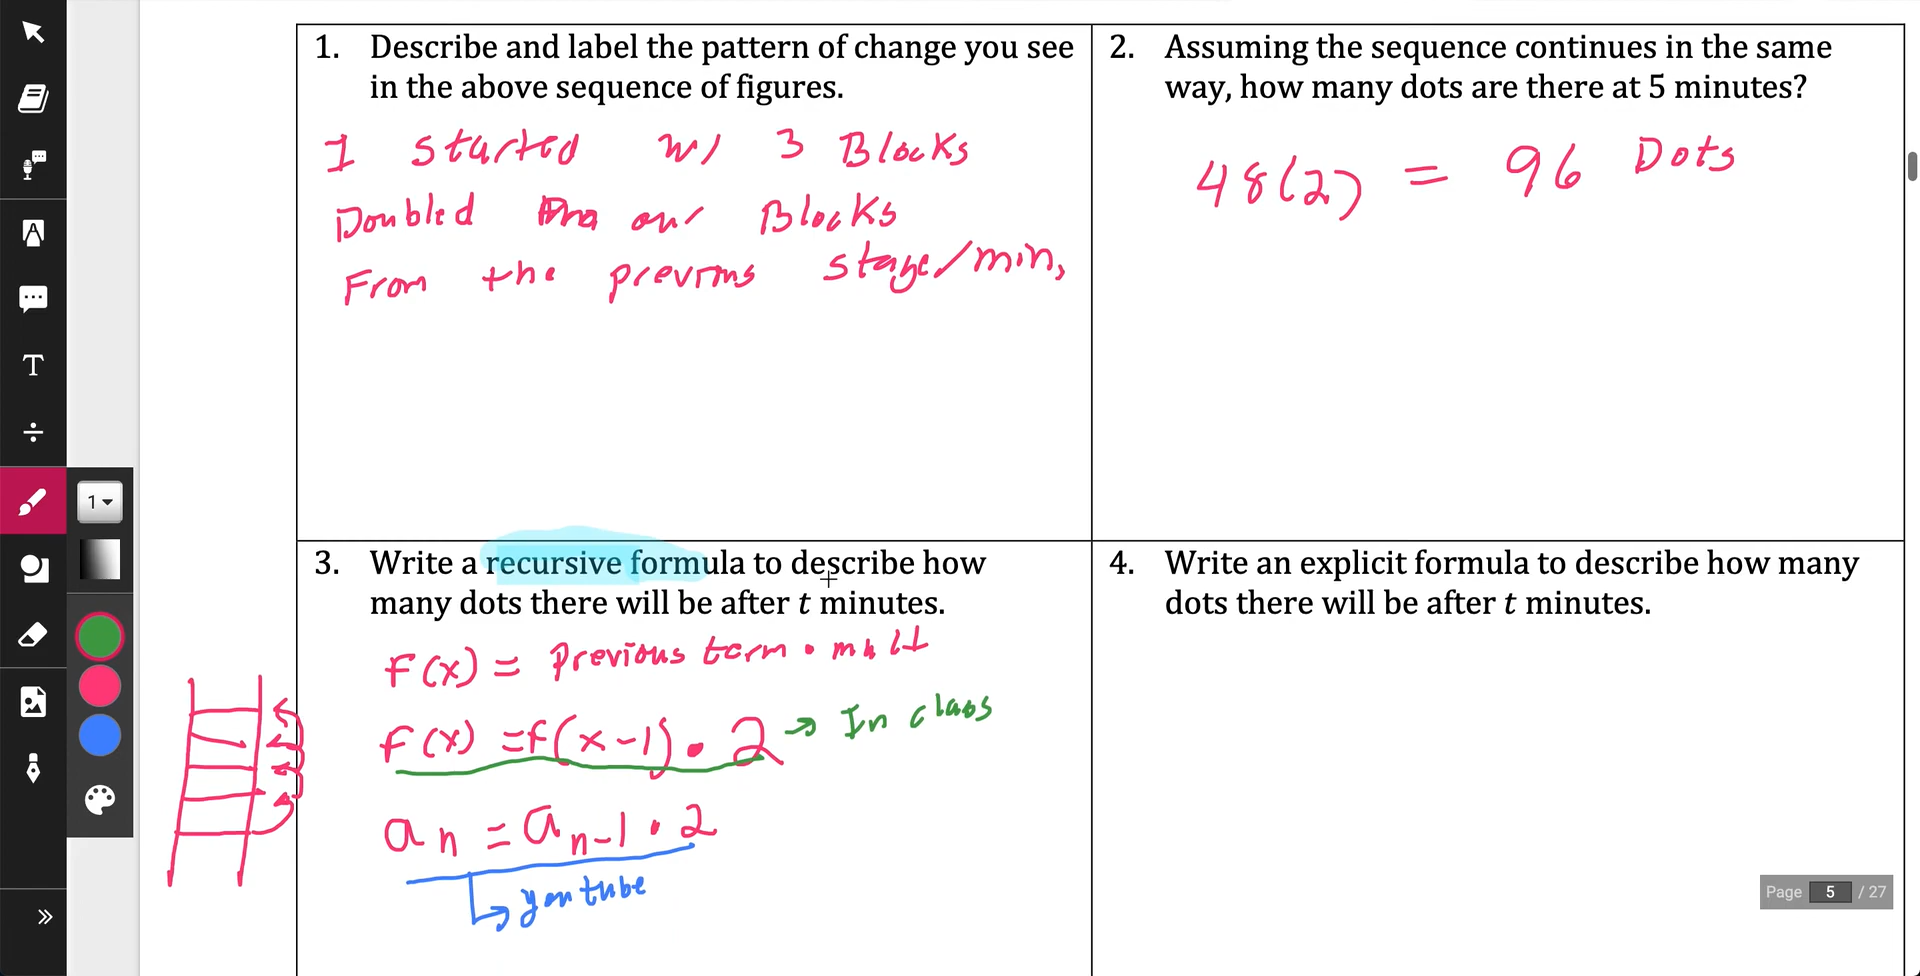 1. Describe and label the pattern of change you see
in the above sequence of figures.
I started w/ 3 Blocks
Doubled our Blocks
From the previous stage/min,
2. Assuming the sequence continues in the same
way, how many dots are there at 5 minutes?
48(2) = 96 Dots
3. Write a recursive formula to describe how
many dots there will be after t minutes.
F(x) = Previous term • mult
f(x) = f(x-1) • 2 → In class
an = an-1 • 2
↳ youtube
4. Write an explicit formula to describe how many
dots there will be after t minutes.
T
1
Page 5 / 27